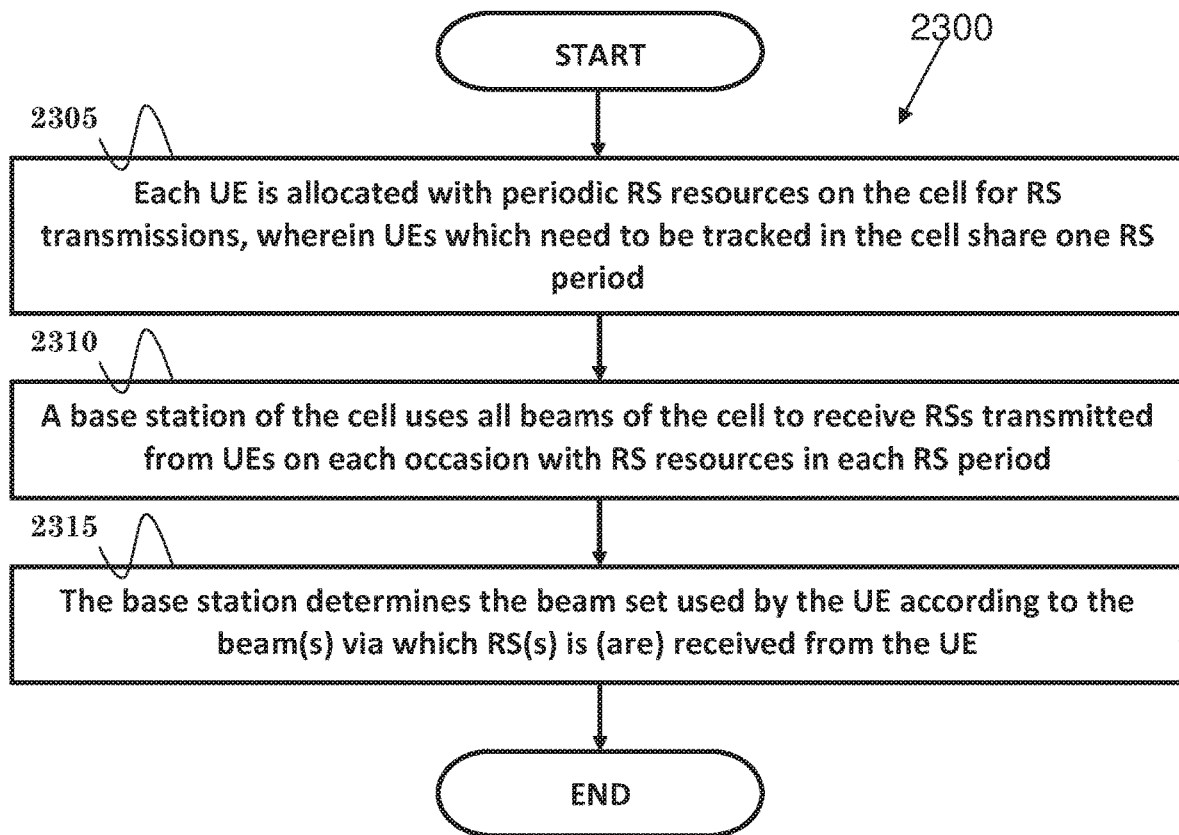 START
2300
2305
Each UE is allocated with periodic RS resources on the cell for RS
transmissions, wherein UEs which need to be tracked in the cell share one RS
period
2310
A base station of the cell uses all beams of the cell to receive RSs transmitted
from UEs on each occasion with RS resources in each RS period
2315
The base station determines the beam set used by the UE according to the
beam(s) via which RS(s) is (are) received from the UE
END